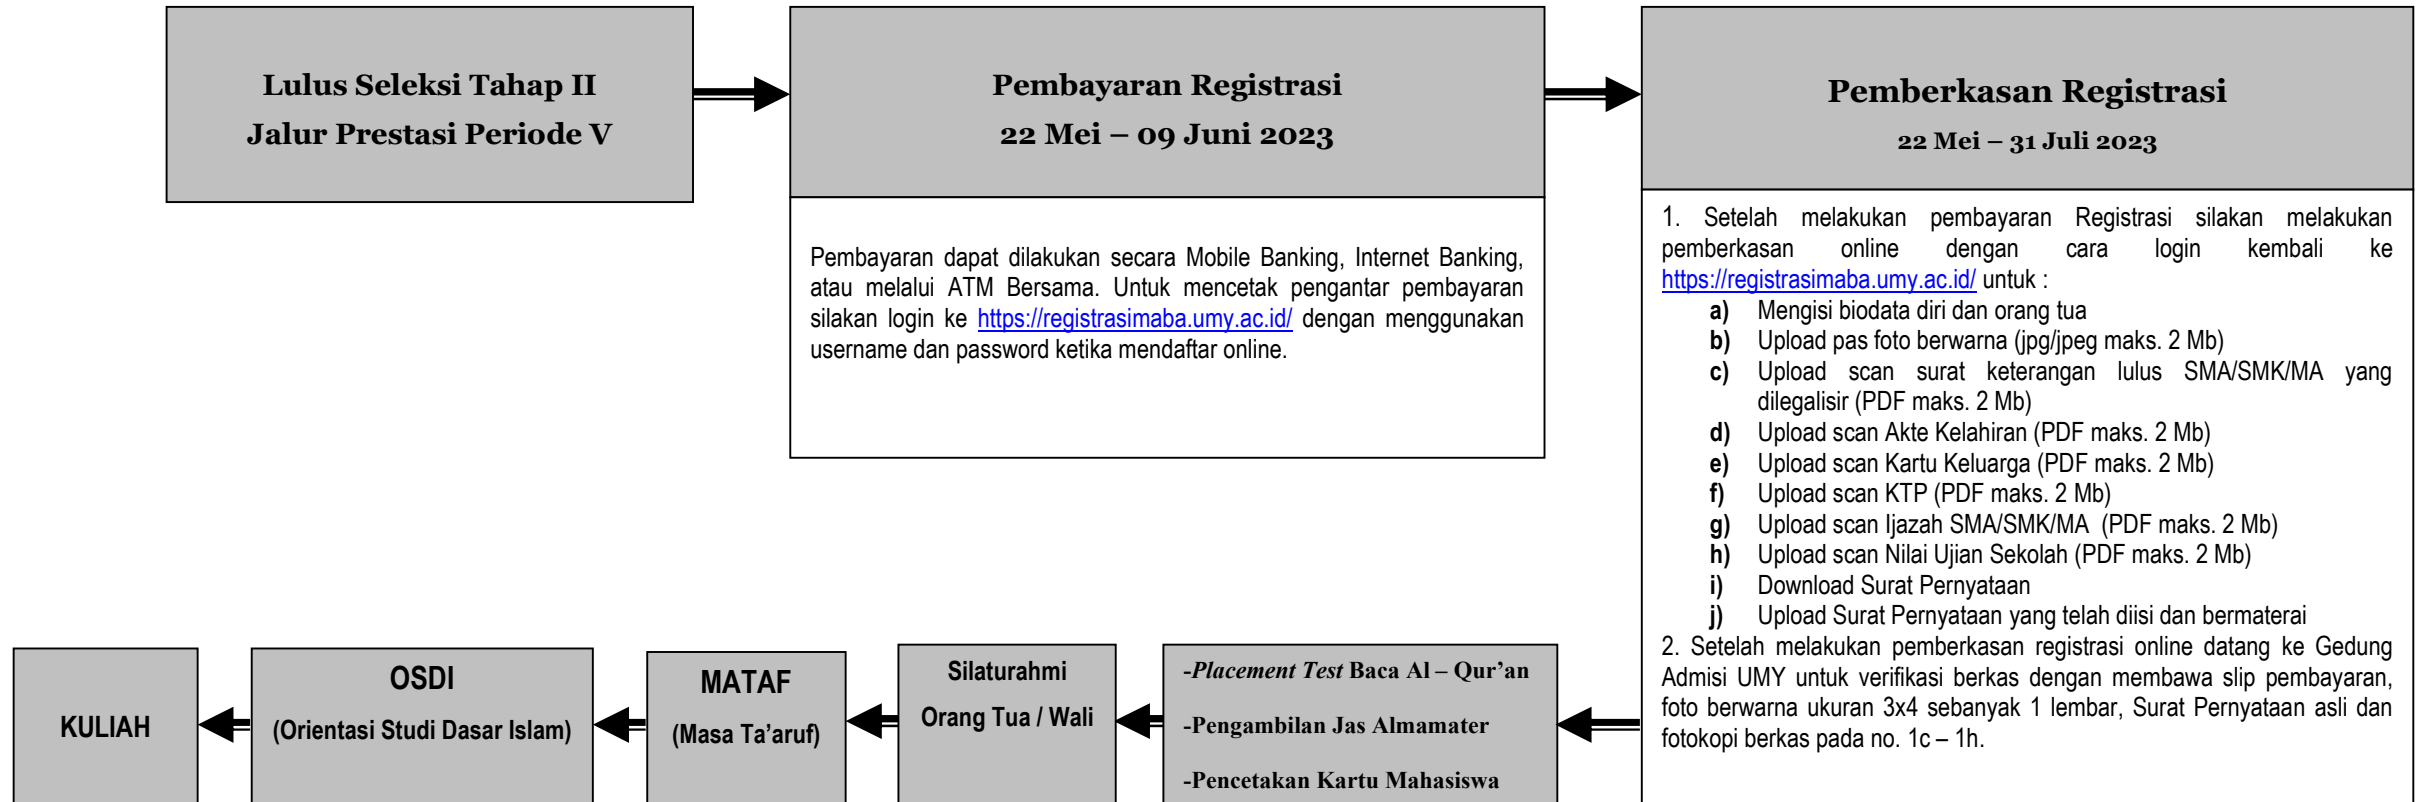 Lulus Seleksi Tahap II
Jalur Prestasi Periode V
Pembayaran Registrasi
22 Mei – 09 Juni 2023
Pembayaran dapat dilakukan secara Mobile Banking, Internet Banking,
atau melalui ATM Bersama. Untuk mencetak pengantar pembayaran
silakan login ke https://registrasimaba.umy.ac.id/ dengan menggunakan
username dan password ketika mendaftar online.
Pemberkasan Registrasi
22 Mei – 31 Juli 2023
1. Setelah melakukan pembayaran Registrasi silakan melakukan
pemberkasan online dengan cara login kembali ke
https://registrasimaba.umy.ac.id/ untuk :
a) Mengisi biodata diri dan orang tua
b) Upload pas foto berwarna (jpg/jpeg maks. 2 Mb)
c) Upload scan surat keterangan lulus SMA/SMK/MA yang
dilegalisir (PDF maks. 2 Mb)
d) Upload scan Akte Kelahiran (PDF maks. 2 Mb)
e) Upload scan Kartu Keluarga (PDF maks. 2 Mb)
f) Upload scan KTP (PDF maks. 2 Mb)
g) Upload scan Ijazah SMA/SMK/MA (PDF maks. 2 Mb)
h) Upload scan Nilai Ujian Sekolah (PDF maks. 2 Mb)
i) Download Surat Pernyataan
j) Upload Surat Pernyataan yang telah diisi dan bermaterai
2. Setelah melakukan pemberkasan registrasi online datang ke Gedung
Admisi UMY untuk verifikasi berkas dengan membawa slip pembayaran,
foto berwarna ukuran 3x4 sebanyak 1 lembar, Surat Pernyataan asli dan
fotokopi berkas pada no. 1c – 1h.
-Placement Test Baca Al – Qur’an
-Pengambilan Jas Almamater
-Pencetakan Kartu Mahasiswa
Silaturahmi
Orang Tua / Wali
MATAF
(Masa Ta’aruf)
OSDI
(Orientasi Studi Dasar Islam)
KULIAH